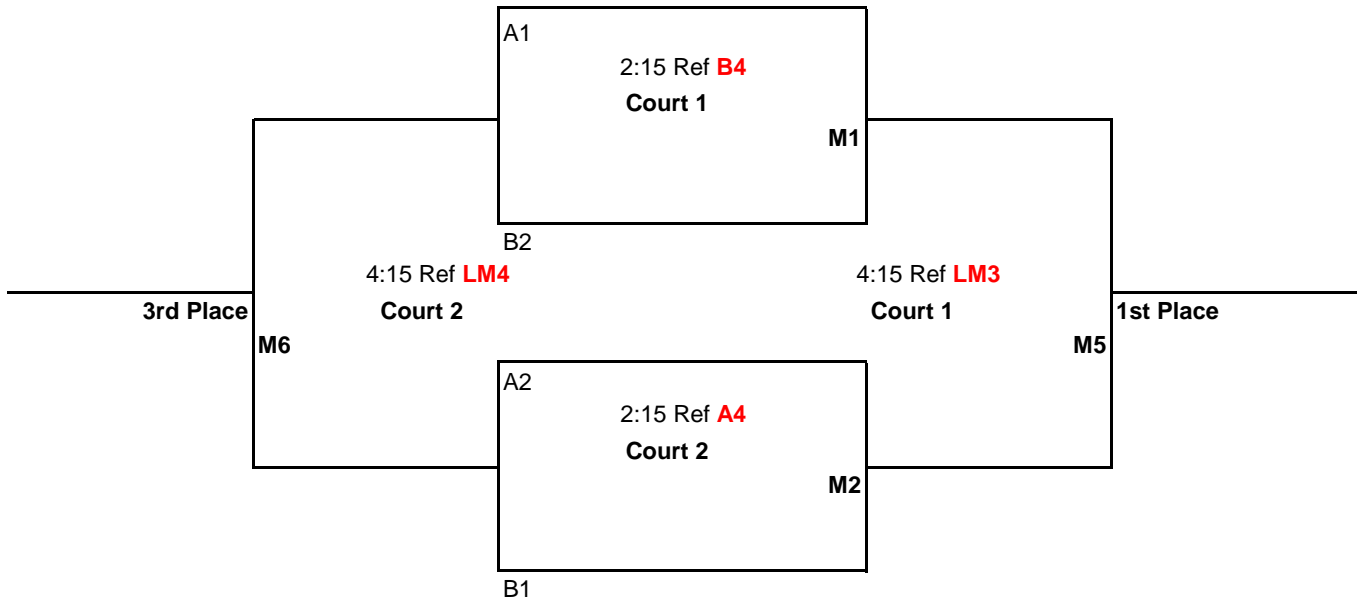 A1
2:15 Ref B4
Court 1
M1
B2
4:15 Ref LM4
4:15 Ref LM3
3rd Place
Court 2
Court 1
1st Place
M6
M5
A2
2:15 Ref A4
Court 2
M2
B1